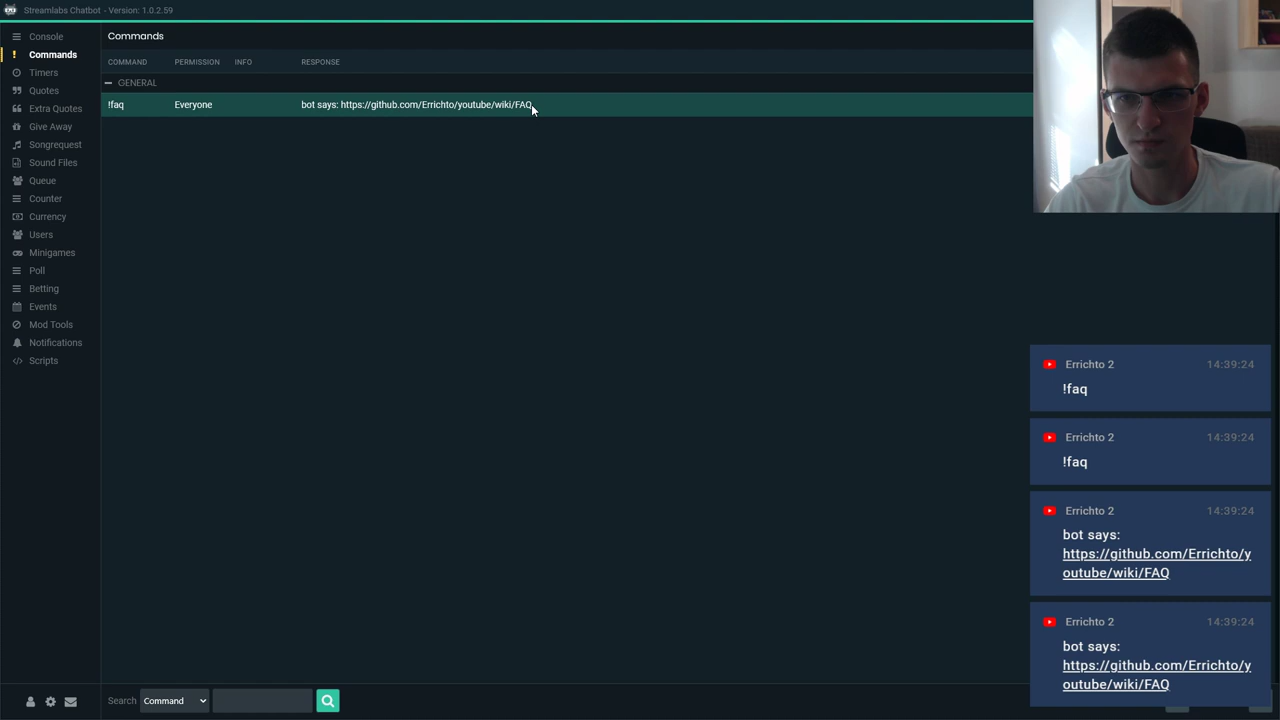 Streamlabs Chatbot - Version: 1.0.2.59
Console
Commands
Timers
Quotes
Extra Quotes
Give Away
Songrequest
Sound Files
Queue
Counter
Currency
Users
Minigames
Poll
Betting
Events
Mod Tools
Notifications
Scripts
Commands
COMMAND PERMISSION INFO RESPONSE
GENERAL
!faq Everyone bot says: https://github.com/Errichto/youtube/wiki/FAQ
Search Command
Errichto 2 14:39:24
!faq
Errichto 2 14:39:24
!faq
Errichto 2 14:39:24
bot says:
https://github.com/Errichto/y
outube/wiki/FAQ
Errichto 2 14:39:24
bot says:
https://github.com/Errichto/y
outube/wiki/FAQ